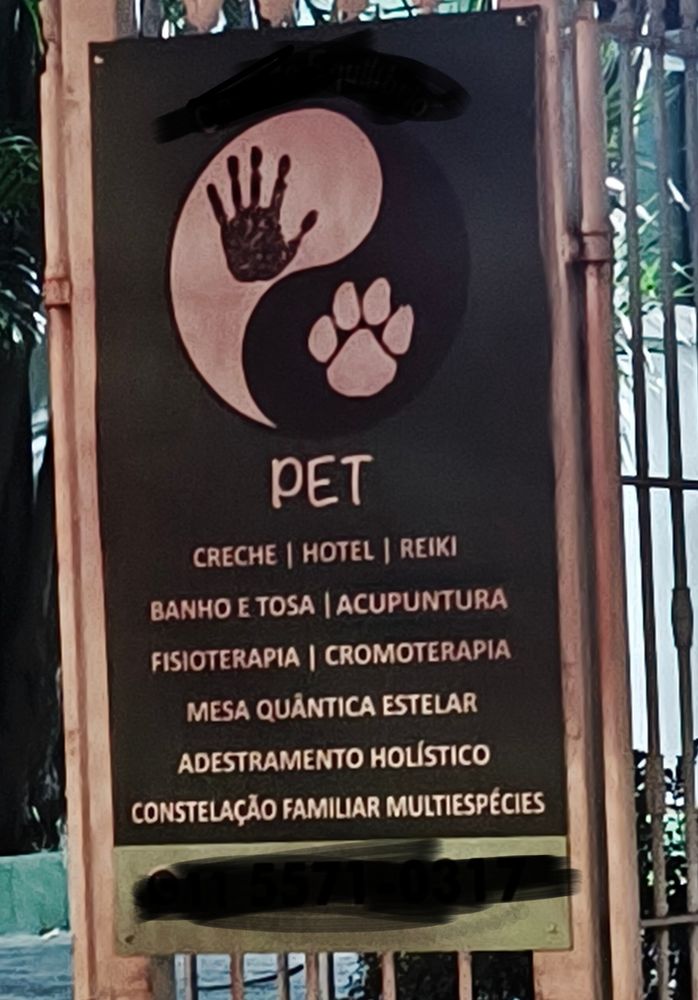 PET
CRECHE | HOTEL | REIKI
BANHO E TOSA | ACUPUNTURA
FISIOTERAPIA | CROMOTERAPIA
MESA QUÂNTICA ESTELAR
ADESTRAMENTO HOLÍSTICO
CONSTELAÇÃO FAMILIAR MULTIESPÉCIES